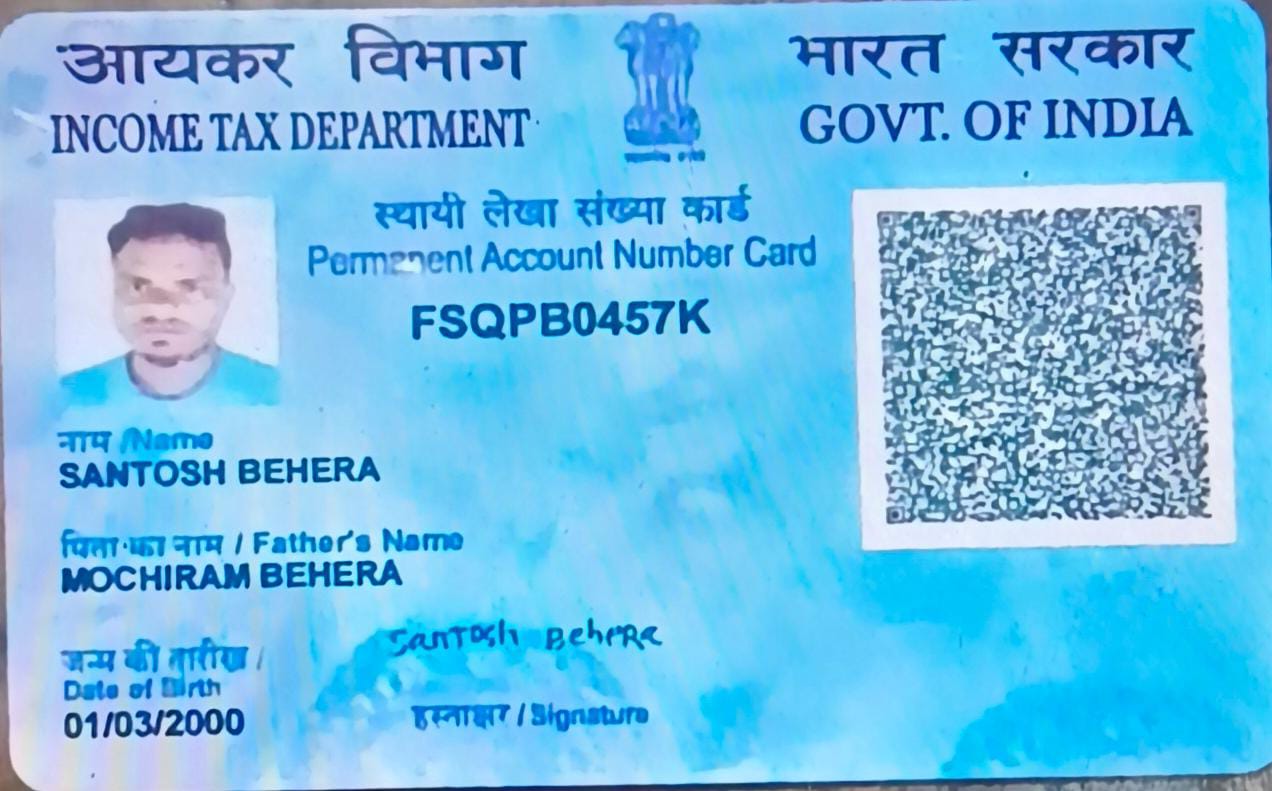 आयकर विभाग
INCOME TAX DEPARTMENT
भारत सरकार
GOVT. OF INDIA
स्थायी लेखा संख्या कार्ड
Permanent Account Number Card
FSQPB0457K
नाम /Name
SANTOSH BEHERA
पिता का नाम / Father's Name
MOCHIRAM BEHERA
जन्म की तारीख /
Date of Birth
01/03/2000
Santosh Behera
हस्ताक्षर / Signature